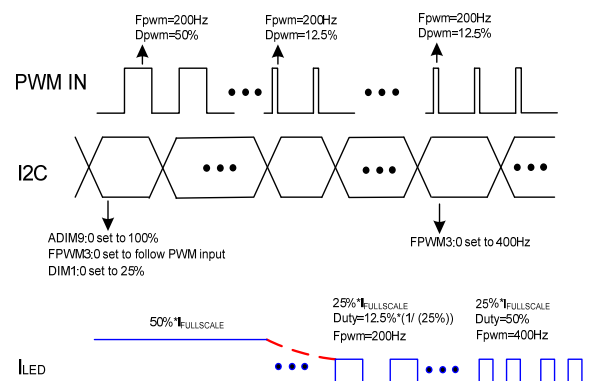 Fpwm=200Hz
Dpwm=50%
Fpwm=200Hz
Dpwm=12.5%
Fpwm=200Hz
Dpwm=12.5%
PWM IN
I2C
ADIM9:0 set to 100%
FPWM3:0 set to follow PWM input
DIM1:0 set to 25%
FPWM3:0 set to 400Hz
50%*IFULLSCALE
25%*IFULLSCALE
Duty=12.5%*(1/ (25%))
Fpwm=200Hz
25%*IFULLSCALE
Duty=50%
Fpwm=400Hz
ILED